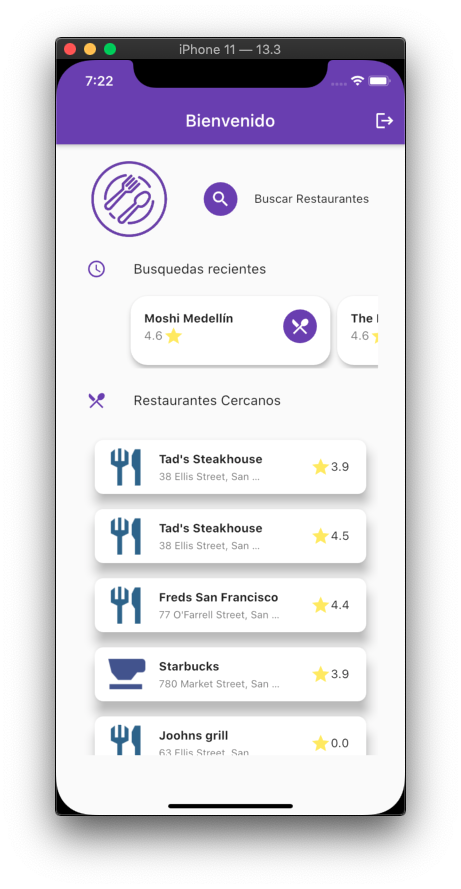 iPhone 11 — 13.3
7:22
Bienvenido
Buscar Restaurantes
Busquedas recientes
Moshi Medellín
4.6
The
4.6
Restaurantes Cercanos
Tad's Steakhouse
38 Ellis Street, San ...
3.9
Tad's Steakhouse
38 Ellis Street, San ...
4.5
Freds San Francisco
77 O'Farrell Street, San ...
4.4
Starbucks
780 Market Street, San ...
3.9
Joohns grill
63 Ellis Street, San
0.0